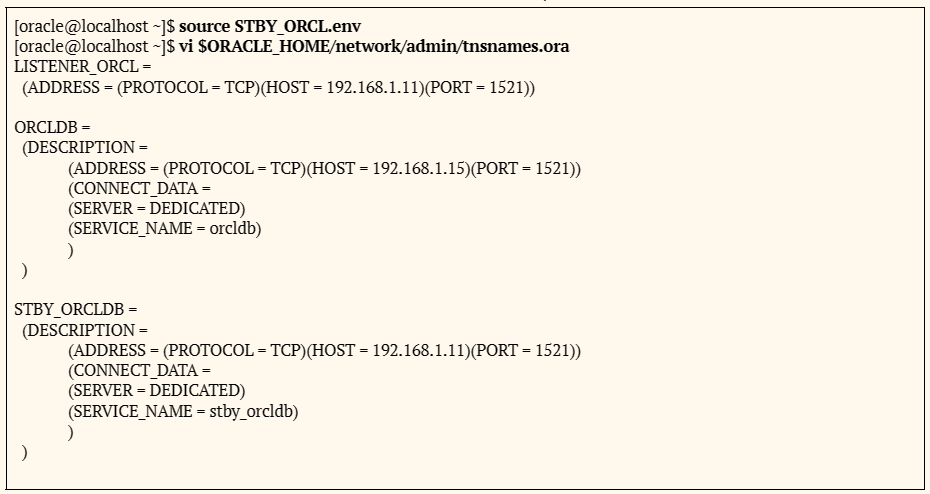 [oracle@localhost ~]$ source STBY_ORCL.env
[oracle@localhost ~]$ vi $ORACLE_HOME/network/admin/tnsnames.ora
LISTENER_ORCL =
(ADDRESS = (PROTOCOL = TCP)(HOST = 192.168.1.11)(PORT = 1521))
ORCLDB =
(DESCRIPTION =
(ADDRESS = (PROTOCOL = TCP)(HOST = 192.168.1.15)(PORT = 1521))
(CONNECT_DATA =
(SERVER = DEDICATED)
(SERVICE_NAME = orcldb)
)
)
STBY_ORCLDB =
(DESCRIPTION =
(ADDRESS = (PROTOCOL = TCP)(HOST = 192.168.1.11)(PORT = 1521))
(CONNECT_DATA =
(SERVER = DEDICATED)
(SERVICE_NAME = stby_orcldb)
)
)